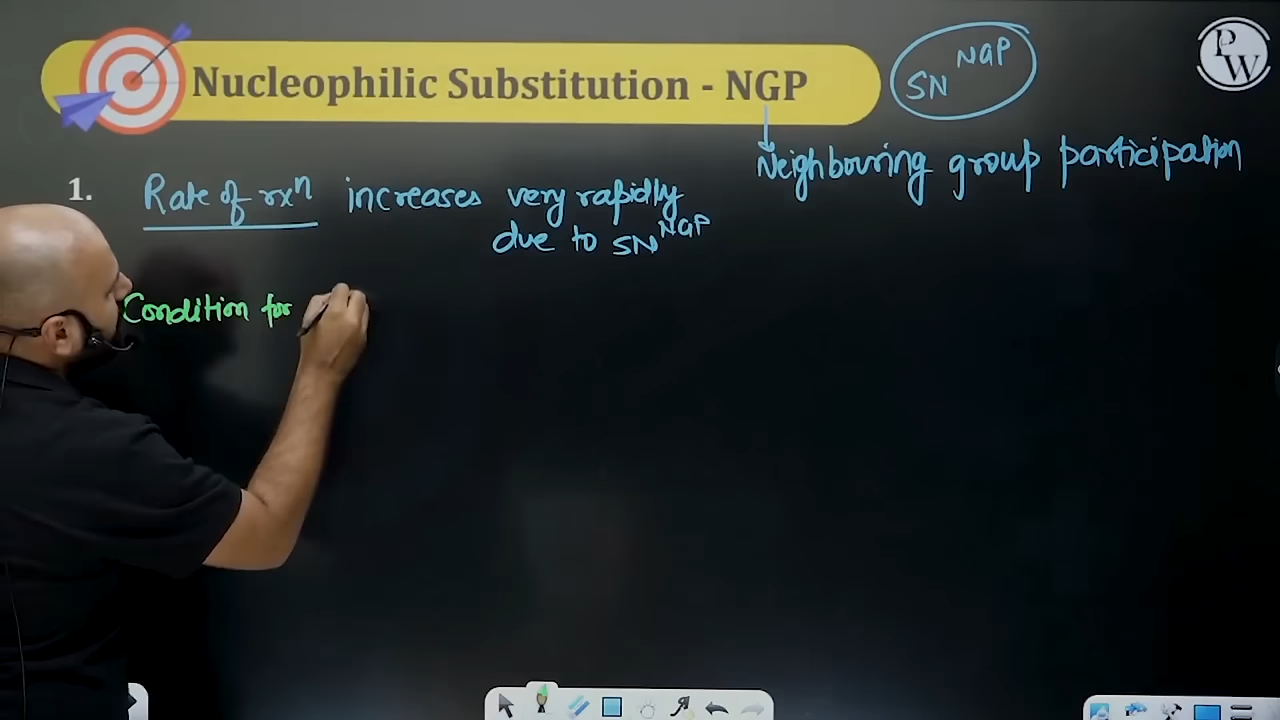 Nucleophilic Substitution - NGP
SN NGP
PW
Neighbouring group participation
1. Rate of rxn increases very rapidly
due to SN NGP
Condition for